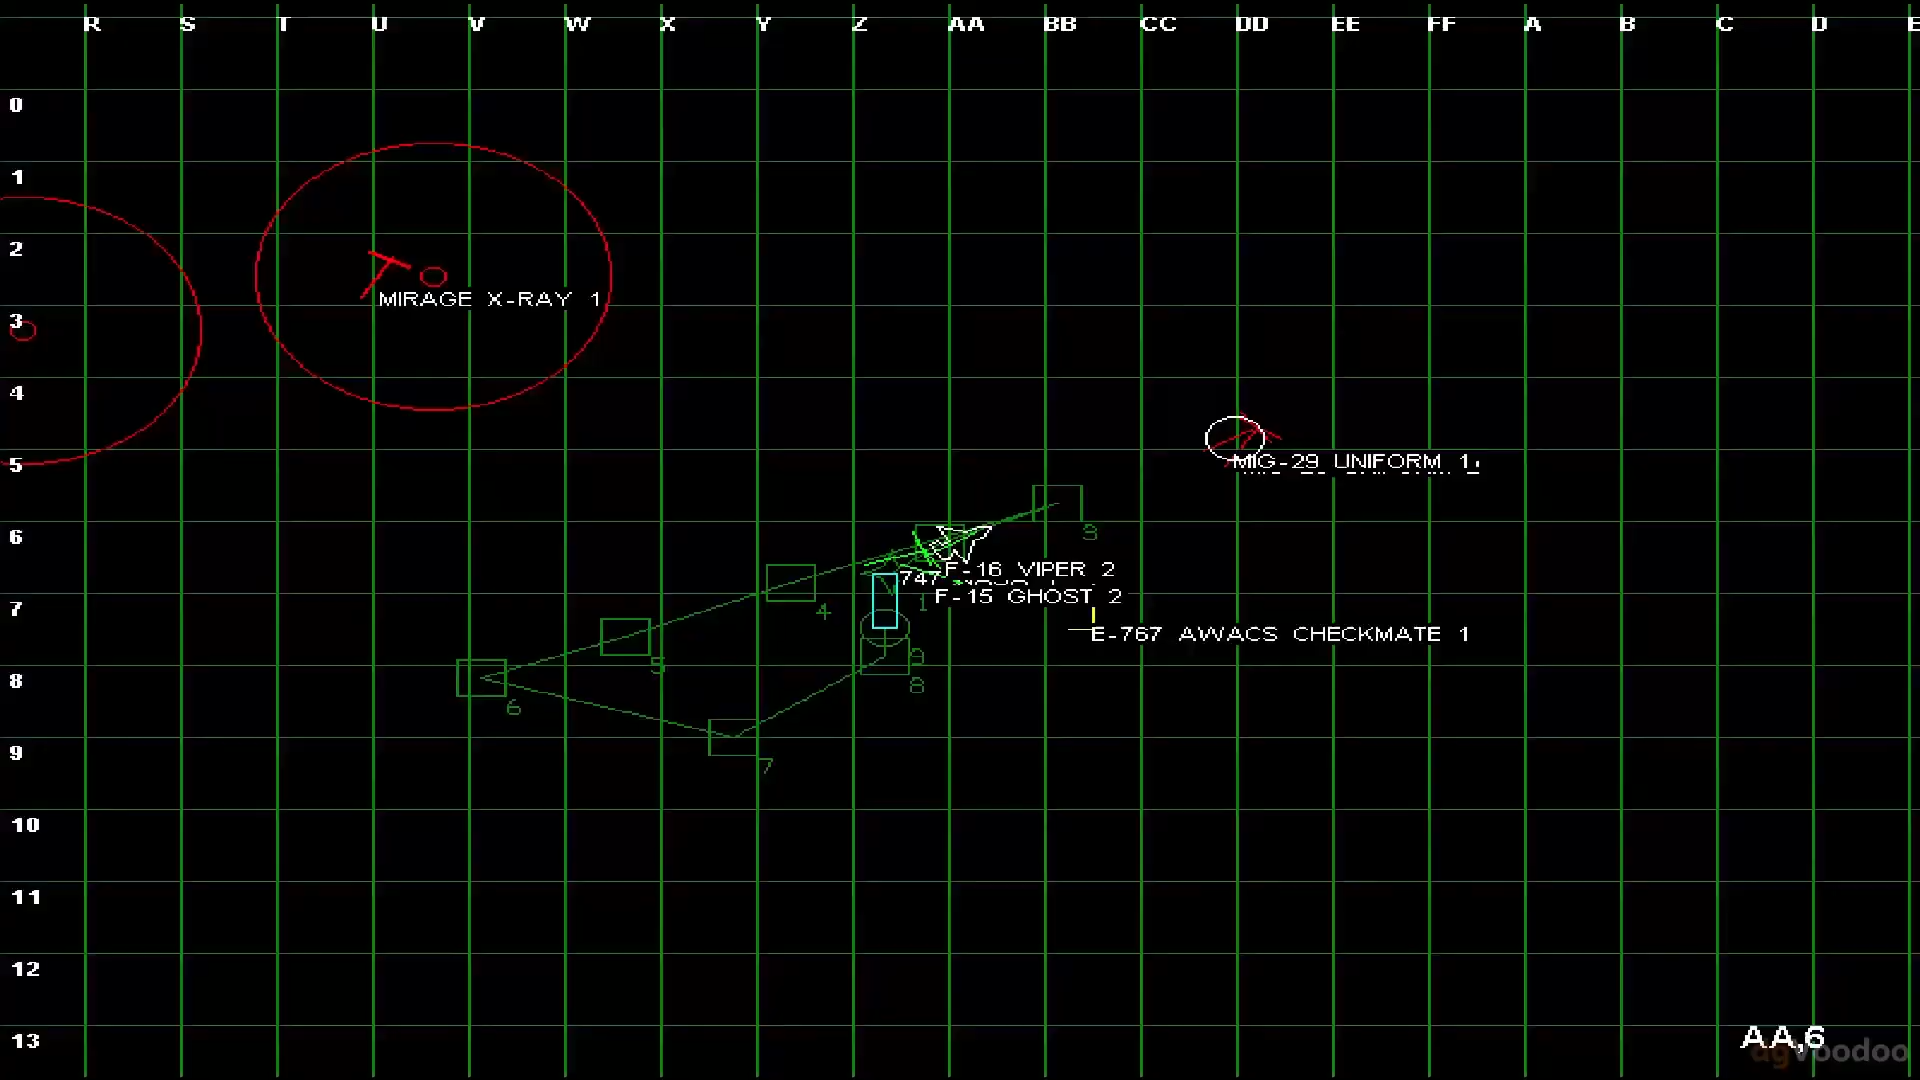 R S T U V W X Y Z AA BB CC DD EE FF A B C D E
0
1
2
MIRAGE X-RAY 1
3
4
MIG-29 UNIFORM 1
5
3
6
F-16 VIPER 2
747
F-15 GHOST 2
7
4
1
E-767 AWACS CHECKMATE 1
9
5
8
8
6
9
7
10
11
12
13
AA,6
dgVoodoo